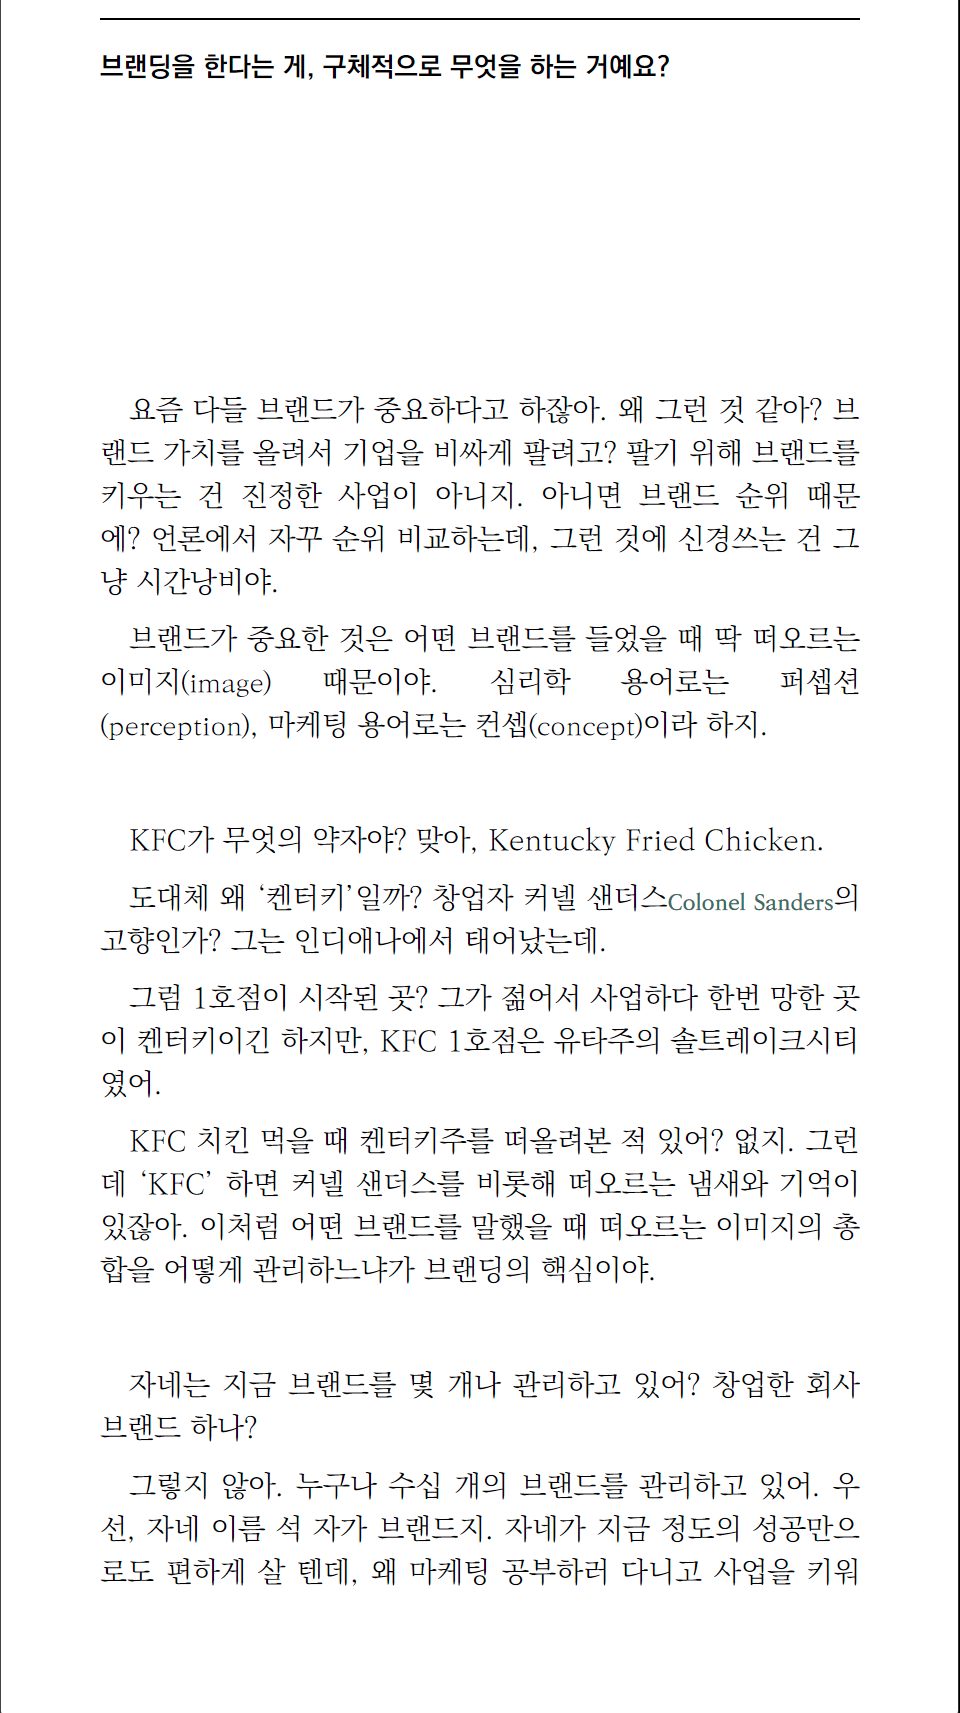 브랜딩을 한다는 게, 구체적으로 무엇을 하는 거예요?
요즘 다들 브랜드가 중요하다고 하잖아. 왜 그런 것 같아? 브
랜드 가치를 올려서 기업을 비싸게 팔려고? 팔기 위해 브랜드를
키우는 건 진정한 사업이 아니지. 아니면 브랜드 순위 때문
에? 언론에서 자꾸 순위 비교하는데, 그런 것에 신경쓰는 건 그
냥 시간낭비야.
브랜드가 중요한 것은 어떤 브랜드를 들었을 때 딱 떠오르는
이미지(image) 때문이야. 심리학 용어로는 퍼셉션
(perception), 마케팅 용어로는 컨셉(concept)이라 하지.
KFC가 무엇의 약자야? 맞아, Kentucky Fried Chicken.
도대체 왜 ‘켄터키’일까? 창업자 커넬 샌더스Colonel Sanders의
고향인가? 그는 인디애나에서 태어났는데.
그럼 1호점이 시작된 곳? 그가 젊어서 사업하다 한번 망한 곳
이 켄터키이긴 하지만, KFC 1호점은 유타주의 솔트레이크시티
였어.
KFC 치킨 먹을 때 켄터키주를 떠올려본 적 있어? 없지. 그런
데 ‘KFC’ 하면 커넬 샌더스를 비롯해 떠오르는 냄새와 기억이
있잖아. 이처럼 어떤 브랜드를 말했을 때 떠오르는 이미지의 총
합을 어떻게 관리하느냐가 브랜딩의 핵심이야.
자네는 지금 브랜드를 몇 개나 관리하고 있어? 창업한 회사
브랜드 하나?
그렇지 않아. 누구나 수십 개의 브랜드를 관리하고 있어. 우
선, 자네 이름 석 자가 브랜드지. 자네가 지금 정도의 성공만으
로도 편하게 살 텐데, 왜 마케팅 공부하러 다니고 사업을 키워